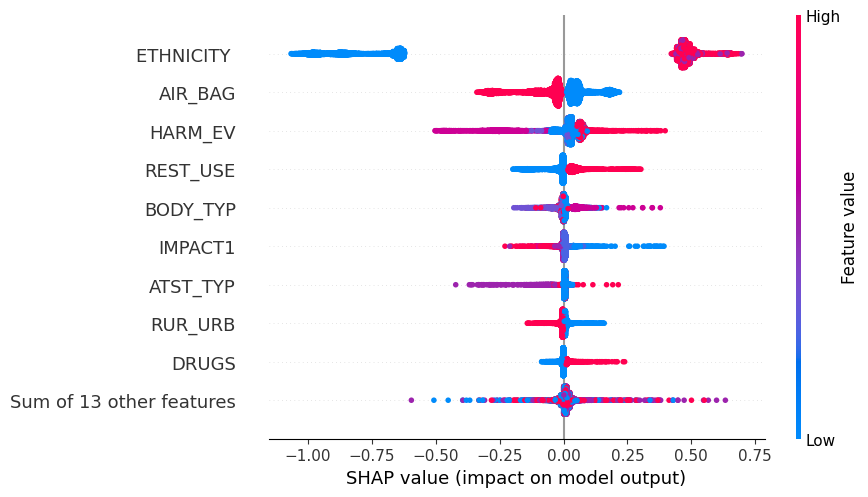 High
ETHNICITY
AIR_BAG
HARM_EV
REST_USE
BODY_TYP
IMPACT1
ATST_TYP
RUR_URB
DRUGS
Sum of 13 other features
Feature value
Low
−1.00 −0.75 −0.50 −0.25 0.00 0.25 0.50 0.75
SHAP value (impact on model output)